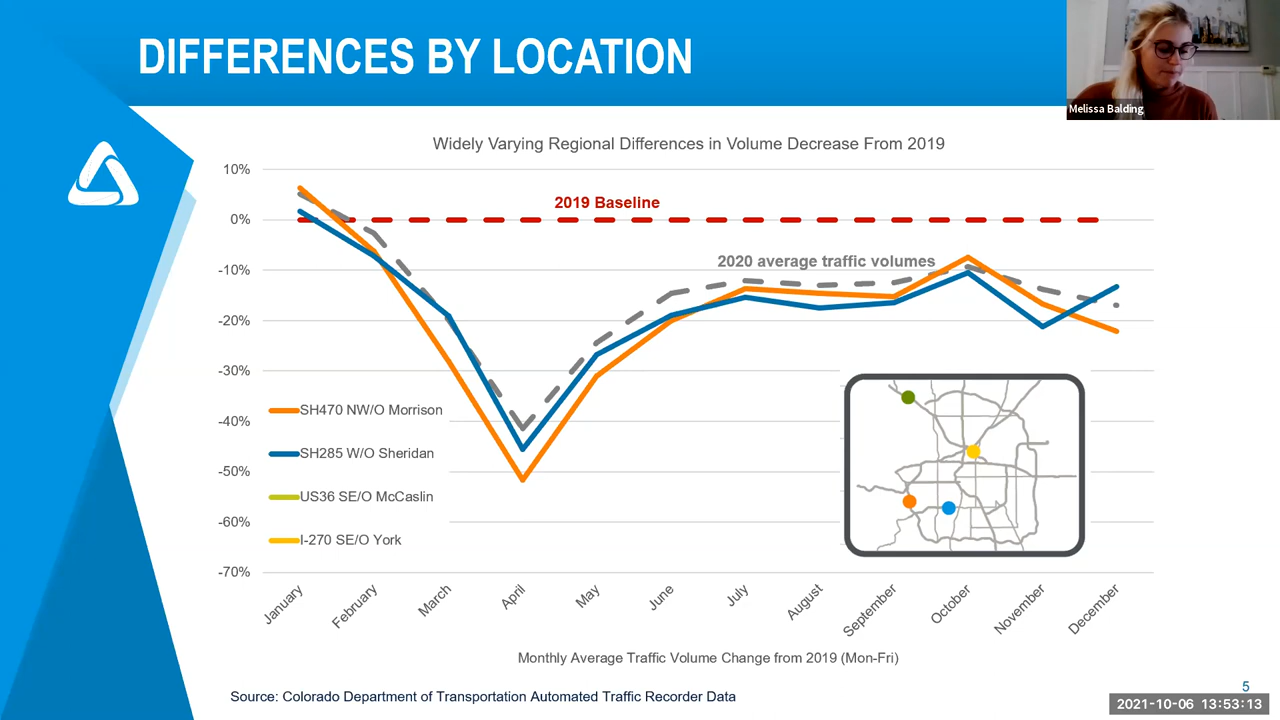 DIFFERENCES BY LOCATION
Melissa Balding
Widely Varying Regional Differences in Volume Decrease From 2019
10%
0%
-10%
-20%
-30%
-40%
-50%
-60%
-70%
2019 Baseline
2020 average traffic volumes
SH470 NW/O Morrison
SH285 W/O Sheridan
US36 SE/O McCaslin
I-270 SE/O York
January
February
March
April
May
June
July
August
September
October
November
December
Monthly Average Traffic Volume Change from 2019 (Mon-Fri)
Source: Colorado Department of Transportation Automated Traffic Recorder Data
5
2021-10-06 13:53:13